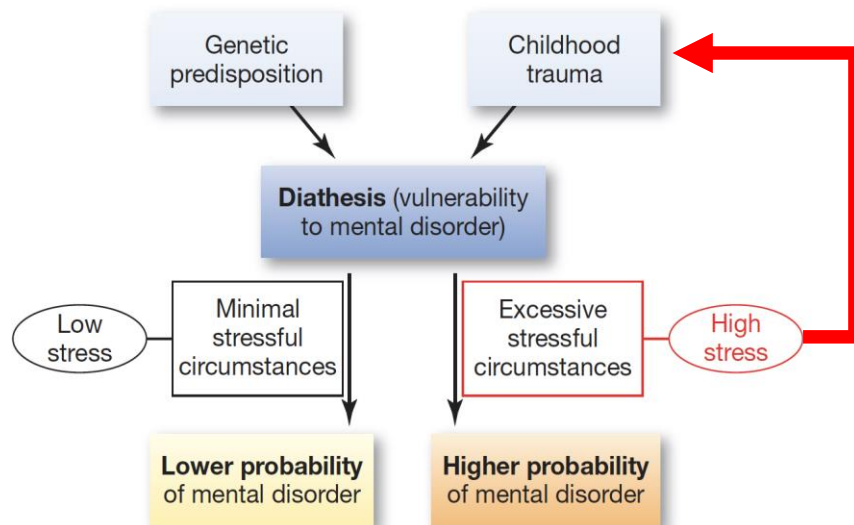 Genetic
predisposition
Childhood
trauma
Diathesis (vulnerability
to mental disorder)
Low
stress
Minimal
stressful
circumstances
Excessive
stressful
circumstances
High
stress
Lower probability
of mental disorder
Higher probability
of mental disorder